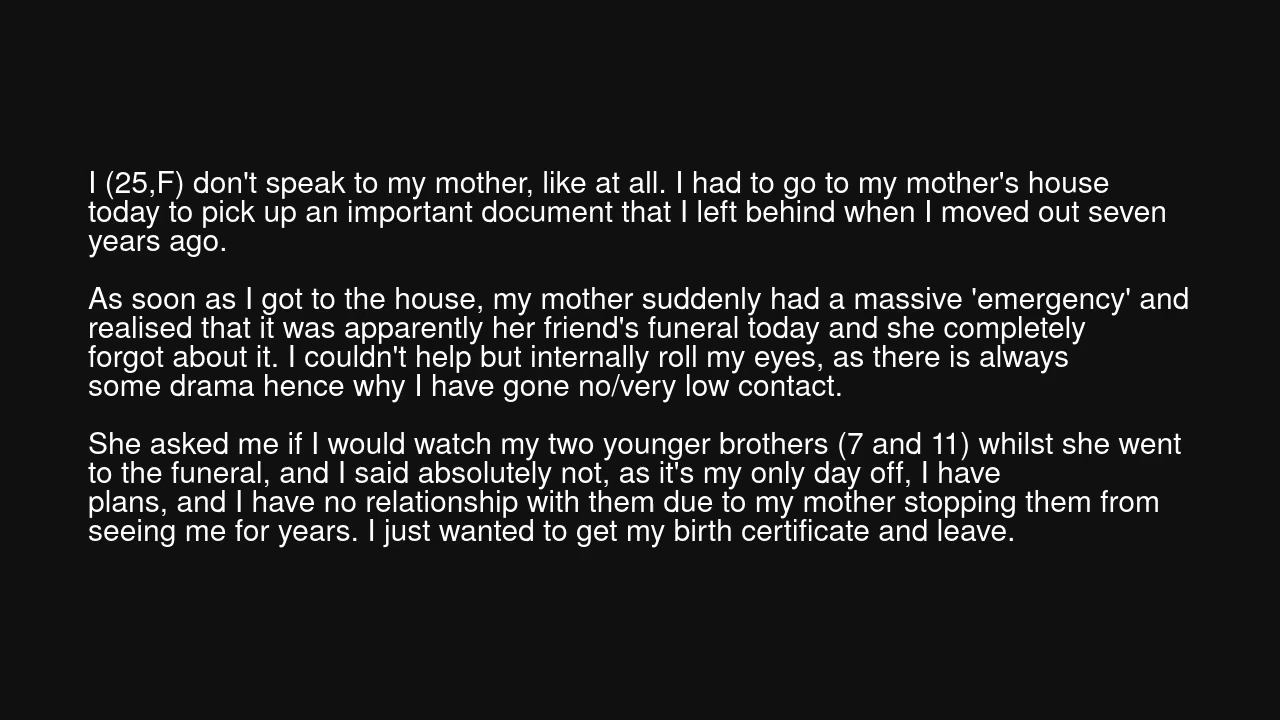 I (25,F) don't speak to my mother, like at all. I had to go to my mother's house
today to pick up an important document that I left behind when I moved out seven
years ago.
As soon as I got to the house, my mother suddenly had a massive 'emergency' and
realised that it was apparently her friend's funeral today and she completely
forgot about it. I couldn't help but internally roll my eyes, as there is always
some drama hence why I have gone no/very low contact.
She asked me if I would watch my two younger brothers (7 and 11) whilst she went
to the funeral, and I said absolutely not, as it's my only day off, I have
plans, and I have no relationship with them due to my mother stopping them from
seeing me for years. I just wanted to get my birth certificate and leave.